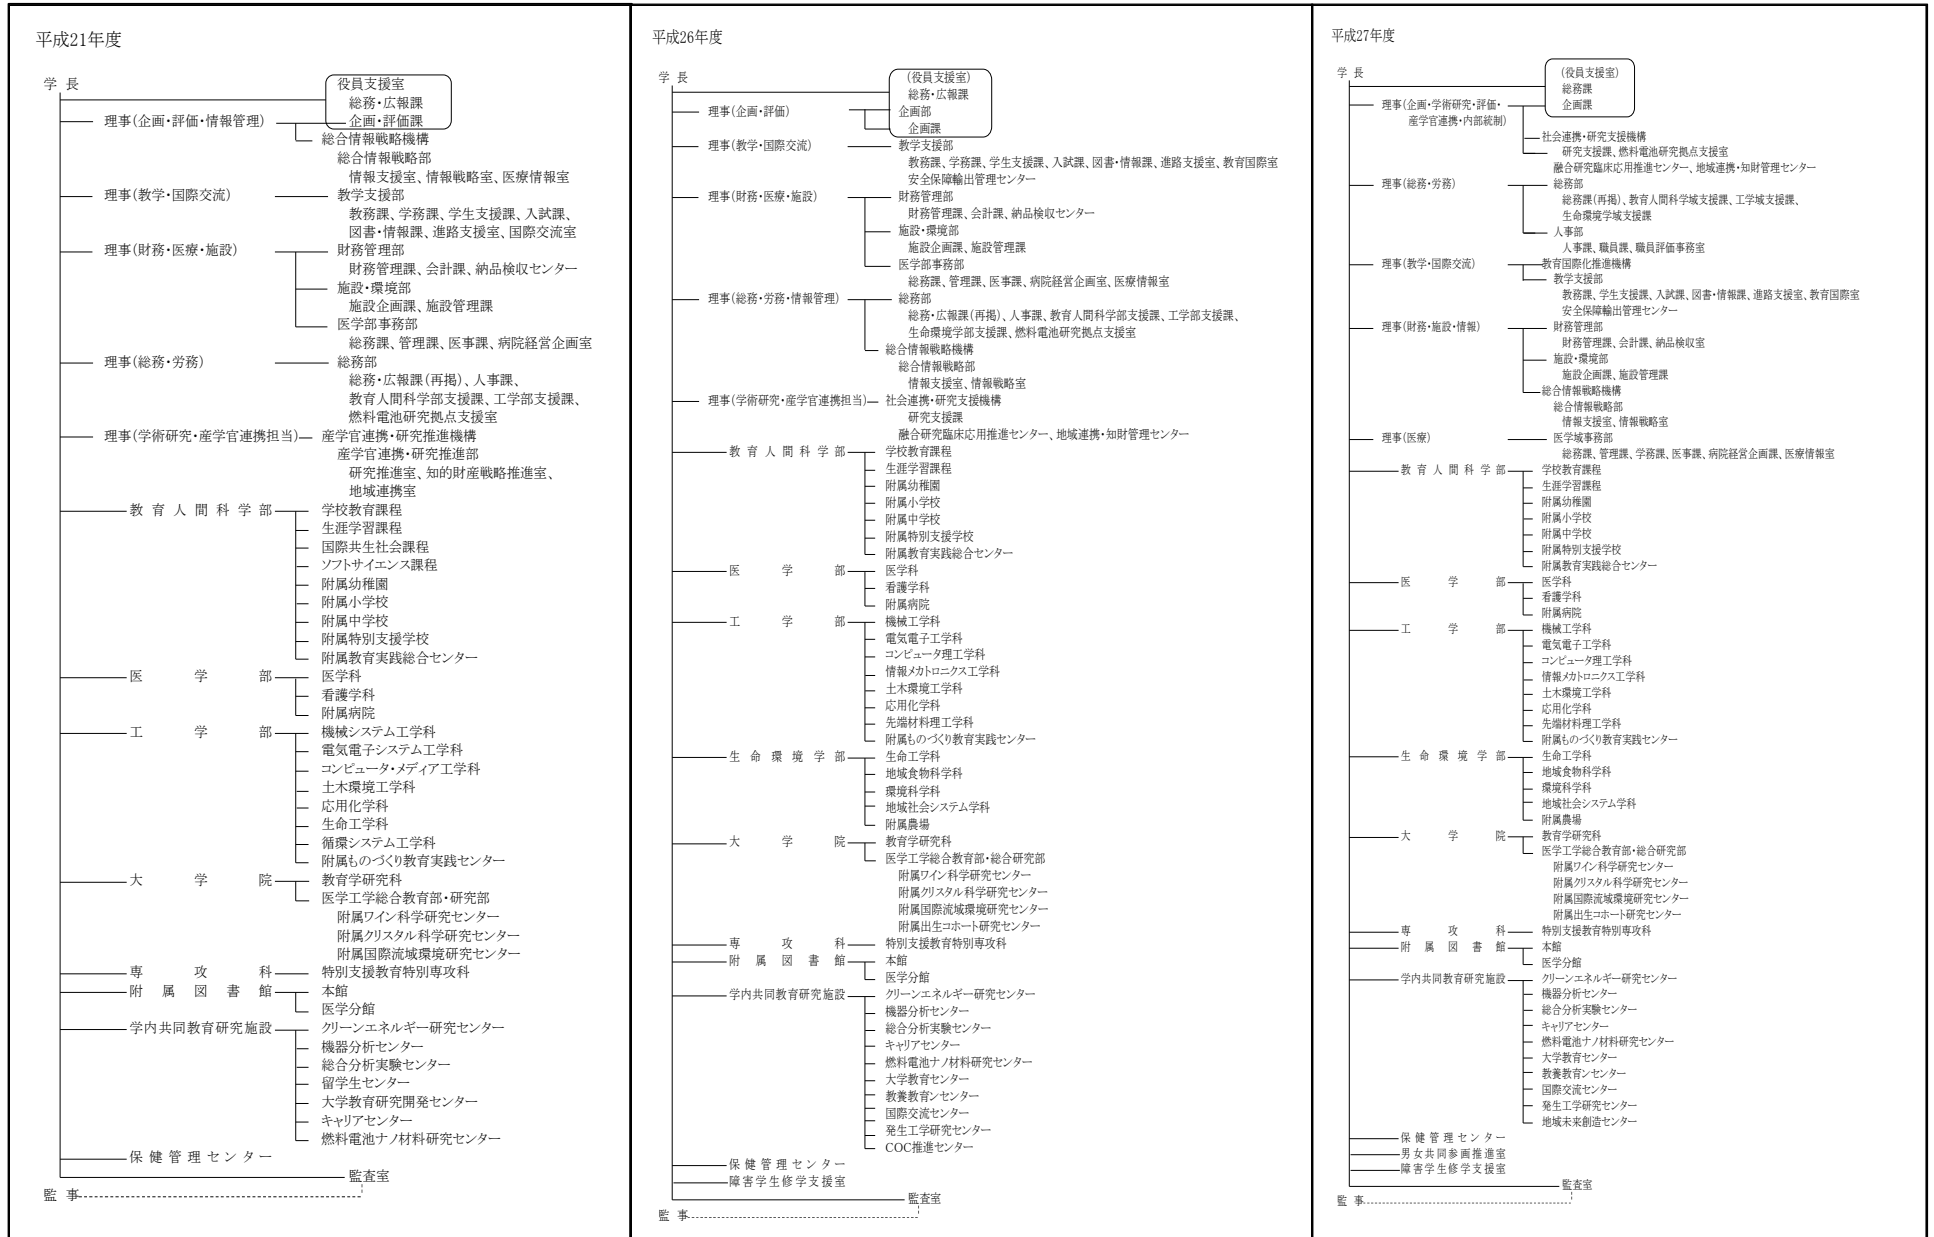 平成21年度
学 長
役員支援室
総務・広報課
企画・評価課
理事(企画・評価・情報管理)
総合情報戦略機構
総合情報戦略部
情報支援室、情報戦略室、医療情報室
理事(教学・国際交流)
教学支援部
教務課、学務課、学生支援課、入試課、
図書・情報課、進路支援室、国際交流室
理事(財務・医療・施設)
財務管理部
財務管理課、会計課、納品検収センター
施設・環境部
施設企画課、施設管理課
医学部事務部
総務課、管理課、医事課、病院経営企画室
理事(総務・労務)
総務部
総務・広報課(再掲)、人事課、
教育人間科学部支援課、工学部支援課、
燃料電池研究拠点支援室
理事(学術研究・産学官連携担当)
産学官連携・研究推進機構
産学官連携・研究推進部
研究推進室、知的財産戦略推進室、
地域連携室
教育人間科学部
学校教育課程
生涯学習課程
国際共生社会課程
ソフトサイエンス課程
附属幼稚園
附属小学校
附属中学校
附属特別支援学校
附属教育実践総合センター
医学部
医学科
看護学科
附属病院
工学部
機械システム工学科
電気電子システム工学科
コンピュータ・メディア工学科
土木環境工学科
応用化学科
生命工学科
循環システム工学科
附属ものづくり教育実践センター
大学院
教育学研究科
医学工学総合教育部・研究部
附属ワイン科学研究センター
附属クリスタル科学研究センター
附属国際流域環境研究センター
専攻科
特別支援教育特別専攻科
附属図書館
本館
医学分館
学内共同教育研究施設
クリーンエネルギー研究センター
機器分析センター
総合分析実験センター
留学生センター
大学教育研究開発センター
キャリアセンター
燃料電池ナノ材料研究センター
保健管理センター
監査室
監 事
平成26年度
学 長
(役員支援室)
総務・広報課
理事(企画・評価)
企画部
企画課
理事(教学・国際交流)
教学支援部
教務課、学務課、学生支援課、入試課、図書・情報課、進路支援室、教育国際室
安全保障輸出管理センター
理事(財務・医療・施設)
財務管理部
財務管理課、会計課、納品検収センター
施設・環境部
施設企画課、施設管理課
医学部事務部
総務課、管理課、医事課、病院経営企画室、医療情報室
理事(総務・労務・情報管理)
総務部
総務・広報課(再掲)、人事課、教育人間科学部支援課、工学部支援課、
生命環境学部支援課、燃料電池研究拠点支援室
総合情報戦略機構
総合情報戦略部
情報支援室、情報戦略室
理事(学術研究・産学官連携担当)
社会連携・研究支援機構
研究支援課
融合研究臨床応用推進センター、地域連携・知財管理センター
教育人間科学部
学校教育課程
生涯学習課程
附属幼稚園
附属小学校
附属中学校
附属特別支援学校
附属教育実践総合センター
医学部
医学科
看護学科
附属病院
工学部
機械工学科
電気電子工学科
コンピュータ理工学科
情報メカトロニクス工学科
土木環境工学科
応用化学科
先端材料理工学科
附属ものづくり教育実践センター
生命環境学部
生命工学科
地域食物科学科
環境科学科
地域社会システム学科
附属農場
大学院
教育学研究科
医学工学総合教育部・総合研究部
附属ワイン科学研究センター
附属クリスタル科学研究センター
附属国際流域環境研究センター
附属出生コホート研究センター
専攻科
特別支援教育特別専攻科
附属図書館
本館
医学分館
学内共同教育研究施設
クリーンエネルギー研究センター
機器分析センター
総合分析実験センター
キャリアセンター
燃料電池ナノ材料研究センター
大学教育センター
教養教育ンセンター
国際交流センター
発生工学研究センター
COC推進センター
保健管理センター
障害学生修学支援室
監査室
監 事
平成27年度
学 長
(役員支援室)
総務課
企画課
理事(企画・学術研究・評価・
産学官連携・内部統制)
社会連携・研究支援機構
研究支援課、燃料電池研究拠点支援室
融合研究臨床応用推進センター、地域連携・知財管理センター
理事(総務・労務)
総務部
総務課(再掲)、教育人間科学域支援課、工学域支援課、
生命環境学域支援課
人事部
人事課、職員課、職員評価事務室
理事(教学・国際交流)
教育国際化推進機構
教学支援部
教務課、学生支援課、入試課、図書・情報課、進路支援室、教育国際室
安全保障輸出管理センター
理事(財務・施設・情報)
財務管理部
財務管理課、会計課、納品検収室
施設・環境部
施設企画課、施設管理課
総合情報戦略機構
総合情報戦略部
情報支援室、情報戦略室
理事(医療)
医学域事務部
総務課、管理課、学務課、医事課、病院経営企画課、医療情報室
教育人間科学部
学校教育課程
生涯学習課程
附属幼稚園
附属小学校
附属中学校
附属特別支援学校
附属教育実践総合センター
医学部
医学科
看護学科
附属病院
工学部
機械工学科
電気電子工学科
コンピュータ理工学科
情報メカトロニクス工学科
土木環境工学科
応用化学科
先端材料理工学科
附属ものづくり教育実践センター
生命環境学部
生命工学科
地域食物科学科
環境科学科
地域社会システム学科
附属農場
大学院
教育学研究科
医学工学総合教育部・総合研究部
附属ワイン科学研究センター
附属クリスタル科学研究センター
附属国際流域環境研究センター
附属出生コホート研究センター
専攻科
特別支援教育特別専攻科
附属図書館
本館
医学分館
学内共同教育研究施設
クリーンエネルギー研究センター
機器分析センター
総合分析実験センター
キャリアセンター
燃料電池ナノ材料研究センター
大学教育センター
教養教育ンセンター
国際交流センター
発生工学研究センター
地域未来創造センター
保健管理センター
男女共同参画推進室
障害学生修学支援室
監査室
監 事